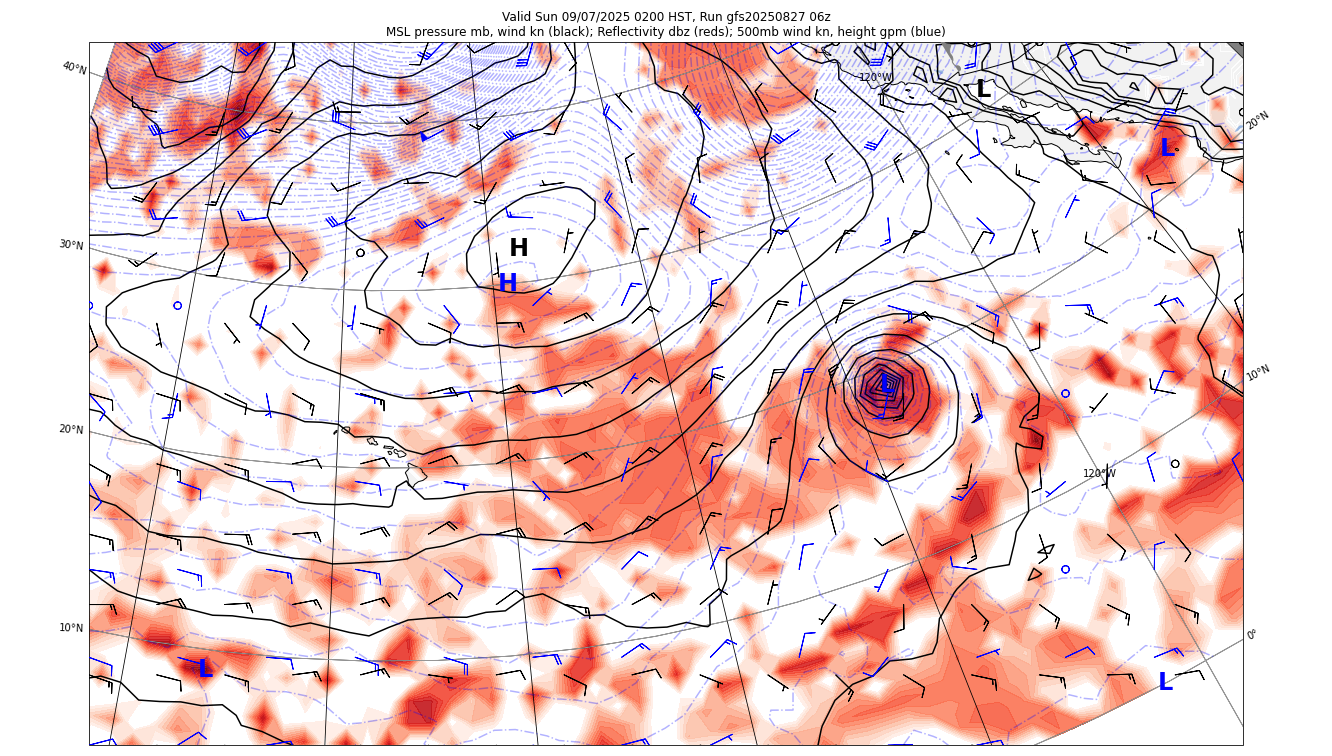 Valid Sun 09/07/2025 0200 HST, Run gfs20250827 06z
MSL pressure mb, wind kn (black); Reflectivity dbz (reds); 500mb wind kn, height gpm (blue)
40°N
120°W
L
20°N
L
30°N
H
H
10°N
L
20°N
120°W
10°N
0°
L
L